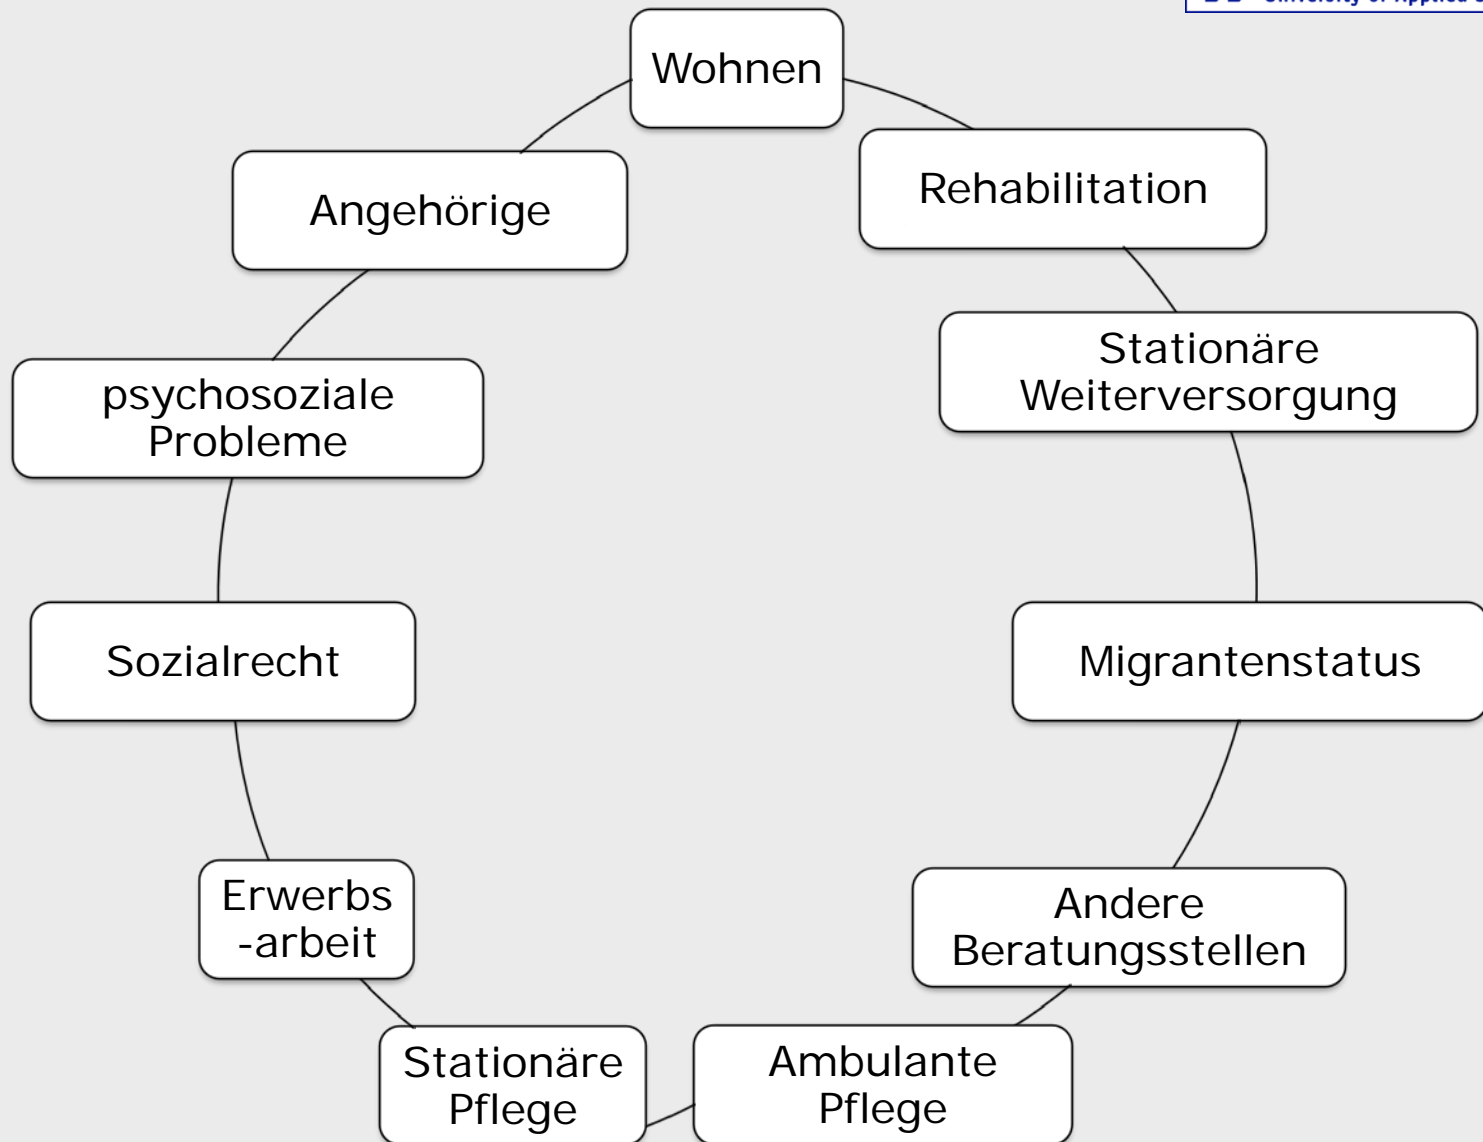 Wohnen
Rehabilitation
Angehörige
Stationäre
Weiterversorgung
psychosoziale
Probleme
Sozialrecht
Migrantenstatus
Erwerbs
-arbeit
Andere
Beratungsstellen
Stationäre
Pflege
Ambulante
Pflege